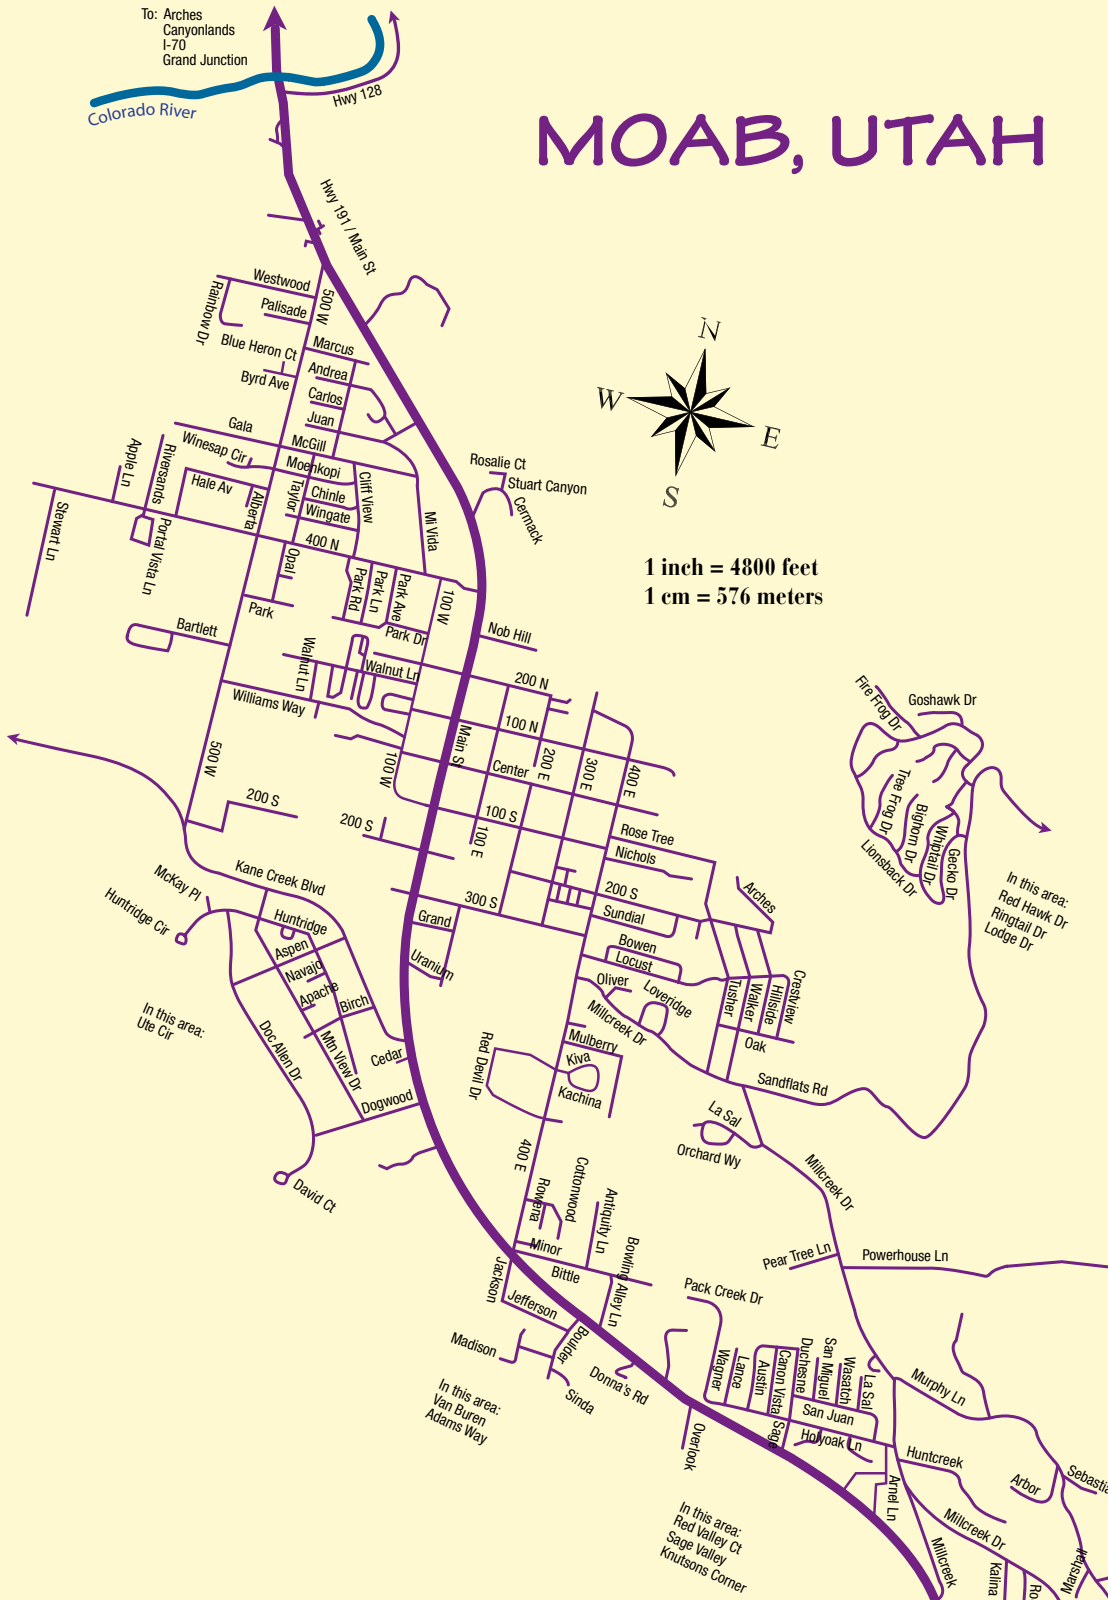 To: Arches
Canyonlands
I-70
Grand Junction
Colorado River
Hwy 128
MOAB, UTAH
Hwy 191 / Main St
Westwood
Rainbow Dr
500 W
Palisade
Blue Heron Ct
Marcus
Byrd Ave
Andrea
Carlos
Juan
Gala
McGill
Winesap Cir
Moenkopi
Apple Ln
Riversands
Hale Av
Alberta
Taylor
Chinle
Wingate
Cliff View
Mi Vida
400 N
Stewart Ln
Portal Vista Ln
Opal
Park Rd
Park Ln
Park Ave
100 W
Park
Park Dr
Bartlett
Walnut Ln
Walnut Ln
Williams Way
Rosalie Ct
Stuart Canyon
Cermack
N
W
E
S
1 inch = 4800 feet
1 cm = 576 meters
Nob Hill
200 N
100 N
Main St
Center
200 E
300 E
400 E
500 W
100 W
200 S
200 S
100 S
100 E
Rose Tree
Nichols
200 S
Sundial
Arches
300 S
Grand
Uranium
Kane Creek Blvd
McKay Pl
Huntridge Cir
Huntridge
Aspen
Navajo
Apache
Birch
Mtn View Dr
Cedar
Dogwood
Doc Allen Dr
David Ct
In this area:
Ute Cir
Bowen
Locust
Oliver
Loveridge
Millcreek Dr
Tusher
Walker
Hillside
Crestview
Oak
Mulberry
Kiva
Kachina
Red Devil Dr
Sandflats Rd
La Sal
Orchard Wy
Millcreek Dr
Fire Frog Dr
Goshawk Dr
Tree Frog Dr
Bighorn Dr
Whiptail Dr
Gecko Dr
Lionsback Dr
In this area:
Red Hawk Dr
Ringtail Dr
Lodge Dr
400 E
Cottonwood
Rowena
Antiquity Ln
Minor
Bittle
Bowling Alley Ln
Jackson
Jefferson
Boulder
Madison
Sinda
Donna's Rd
In this area:
Van Buren
Adams Way
Pear Tree Ln
Powerhouse Ln
Pack Creek Dr
Wagner
Lance
Austin
Canon Vista
Duchesne
San Miguel
Wasatch
La Sal
San Juan
Sage
Holyoak Ln
Overlook
Murphy Ln
Huntcreek
Arnel Ln
Arbor
Sebastia
Millcreek Dr
Millcreek
Kalina
Ro
Marshall
In this area:
Red Valley Ct
Sage Valley
Knutsons Corner